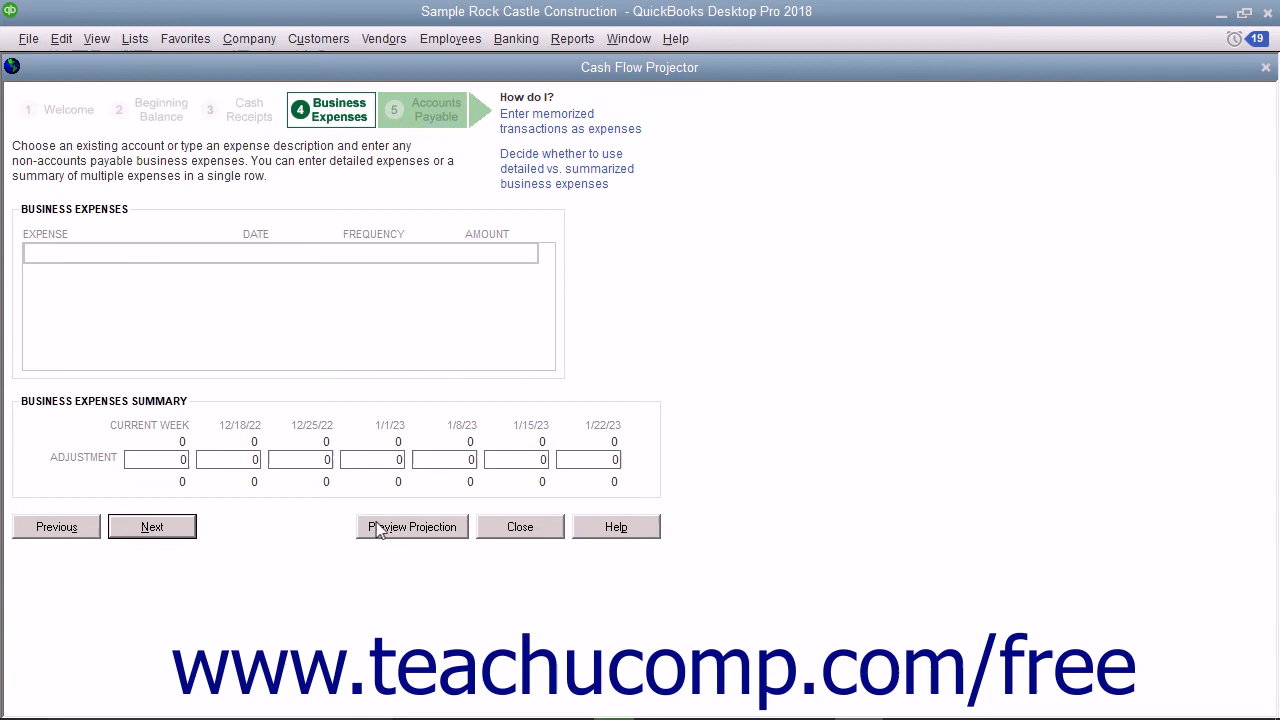 Sample Rock Castle Construction - QuickBooks Desktop Pro 2018
File Edit View Lists Favorites Company Customers Vendors Employees Banking Reports Window Help
19
Cash Flow Projector
1 Welcome 2 Beginning Balance 3 Cash Receipts 4 Business Expenses 5 Accounts Payable
How do I?
Enter memorized
transactions as expenses
Decide whether to use
detailed vs. summarized
business expenses
Choose an existing account or type an expense description and enter any
non-accounts payable business expenses. You can enter detailed expenses or a
summary of multiple expenses in a single row.
BUSINESS EXPENSES
EXPENSE DATE FREQUENCY AMOUNT
BUSINESS EXPENSES SUMMARY
CURRENT WEEK 12/18/22 12/25/22 1/1/23 1/8/23 1/15/23 1/22/23
0 0 0 0 0 0 0
ADJUSTMENT 0 0 0 0 0 0 0
0 0 0 0 0 0 0
Previous Next Preview Projection Close Help
www.teachucomp.com/free